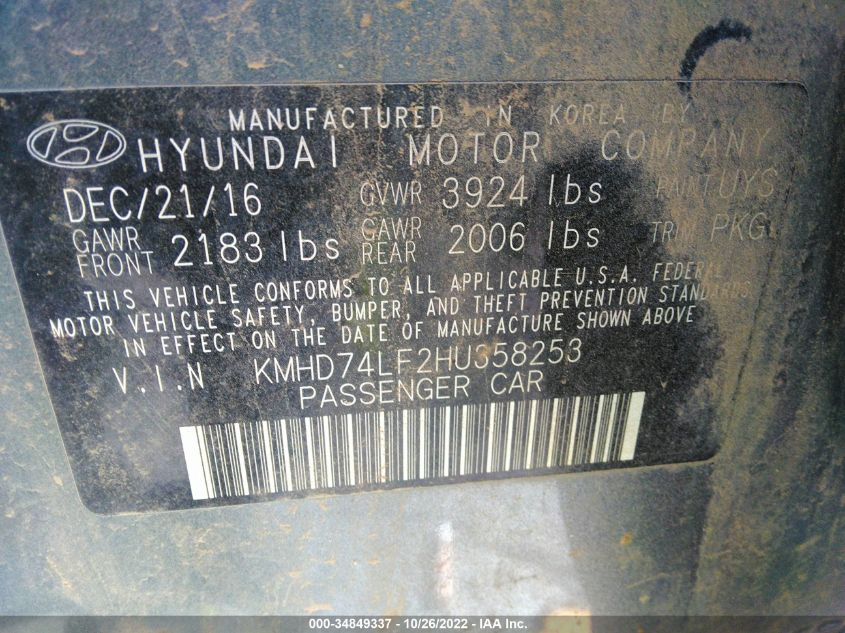 MANUFACTURED IN KOREA BY
HYUNDAI MOTOR COMPANY
DEC/21/16 GVWR 3924 lbs PAINT UYS
GAWR FRONT 2183 lbs GAWR REAR 2006 lbs TRIM PKG
THIS VEHICLE CONFORMS TO ALL APPLICABLE U.S.A. FEDERAL
MOTOR VEHICLE SAFETY, BUMPER, AND THEFT PREVENTION STANDARDS
IN EFFECT ON THE DATE OF MANUFACTURE SHOWN ABOVE
V.I.N KMHD74LF2HU358253
PASSENGER CAR
000-34849337 - 10/26/2022 - IAA Inc.